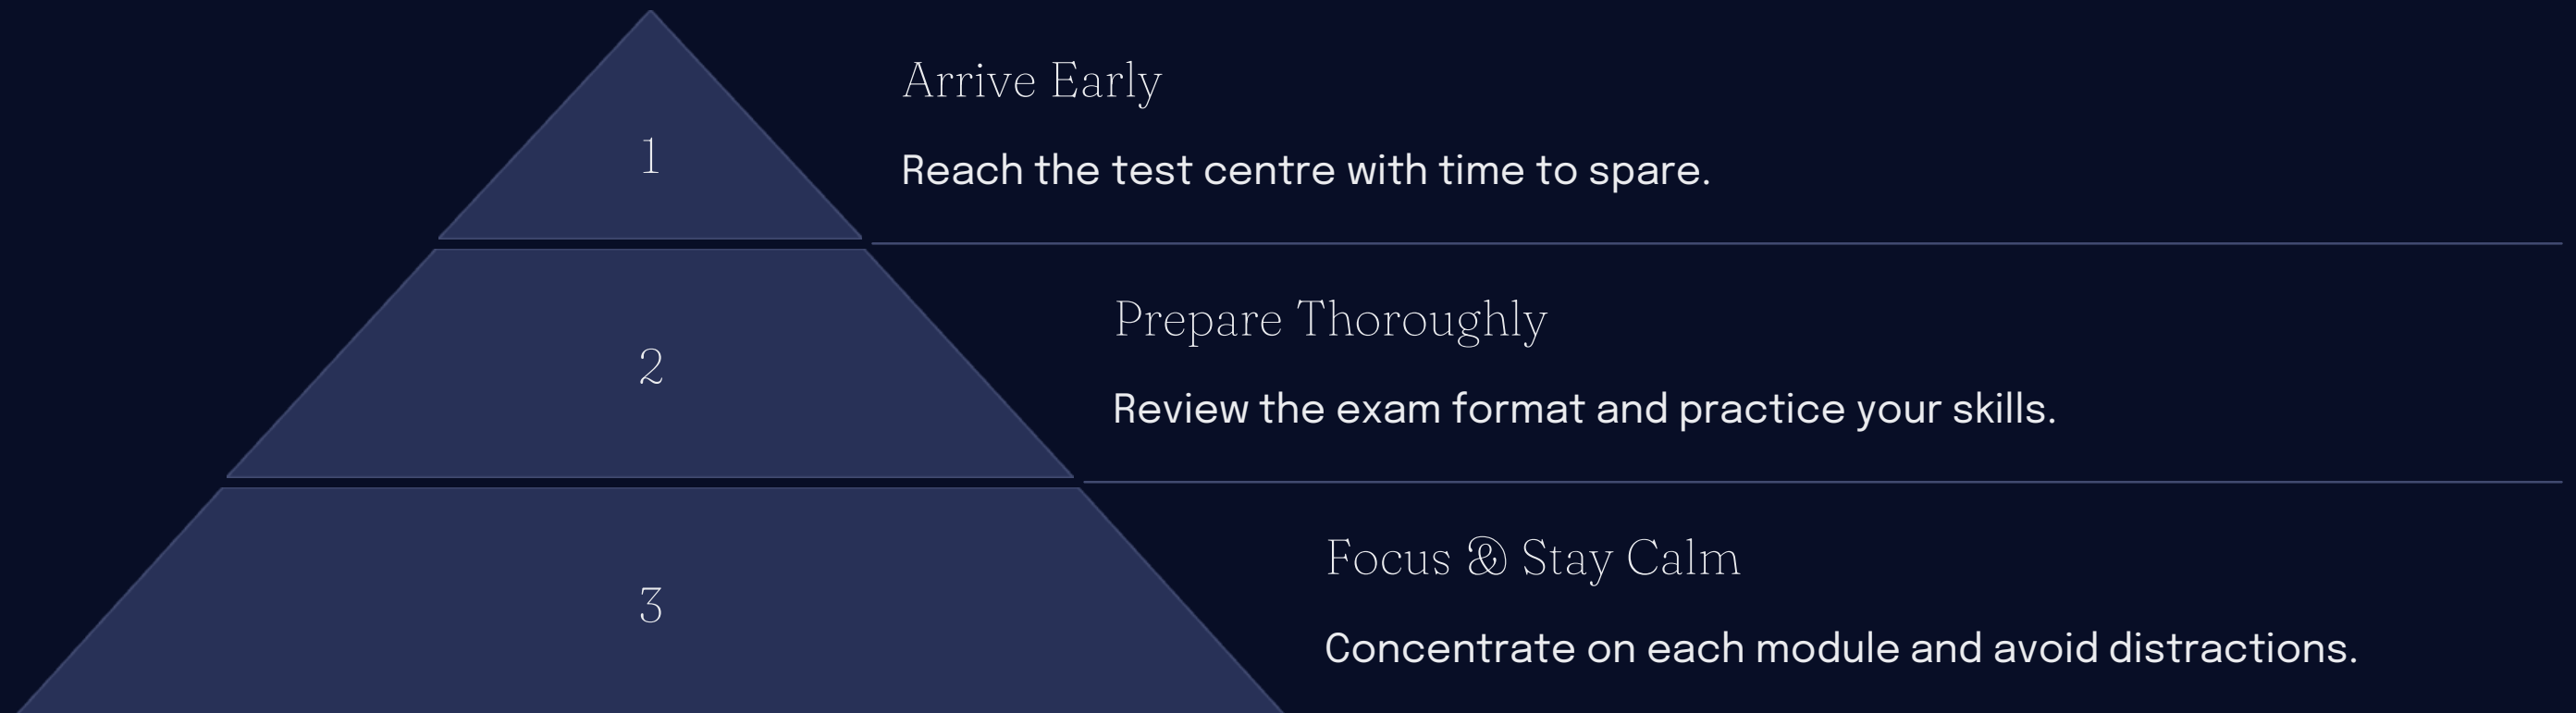 1
Arrive Early
Reach the test centre with time to spare.
2
Prepare Thoroughly
Review the exam format and practice your skills.
3
Focus & Stay Calm
Concentrate on each module and avoid distractions.